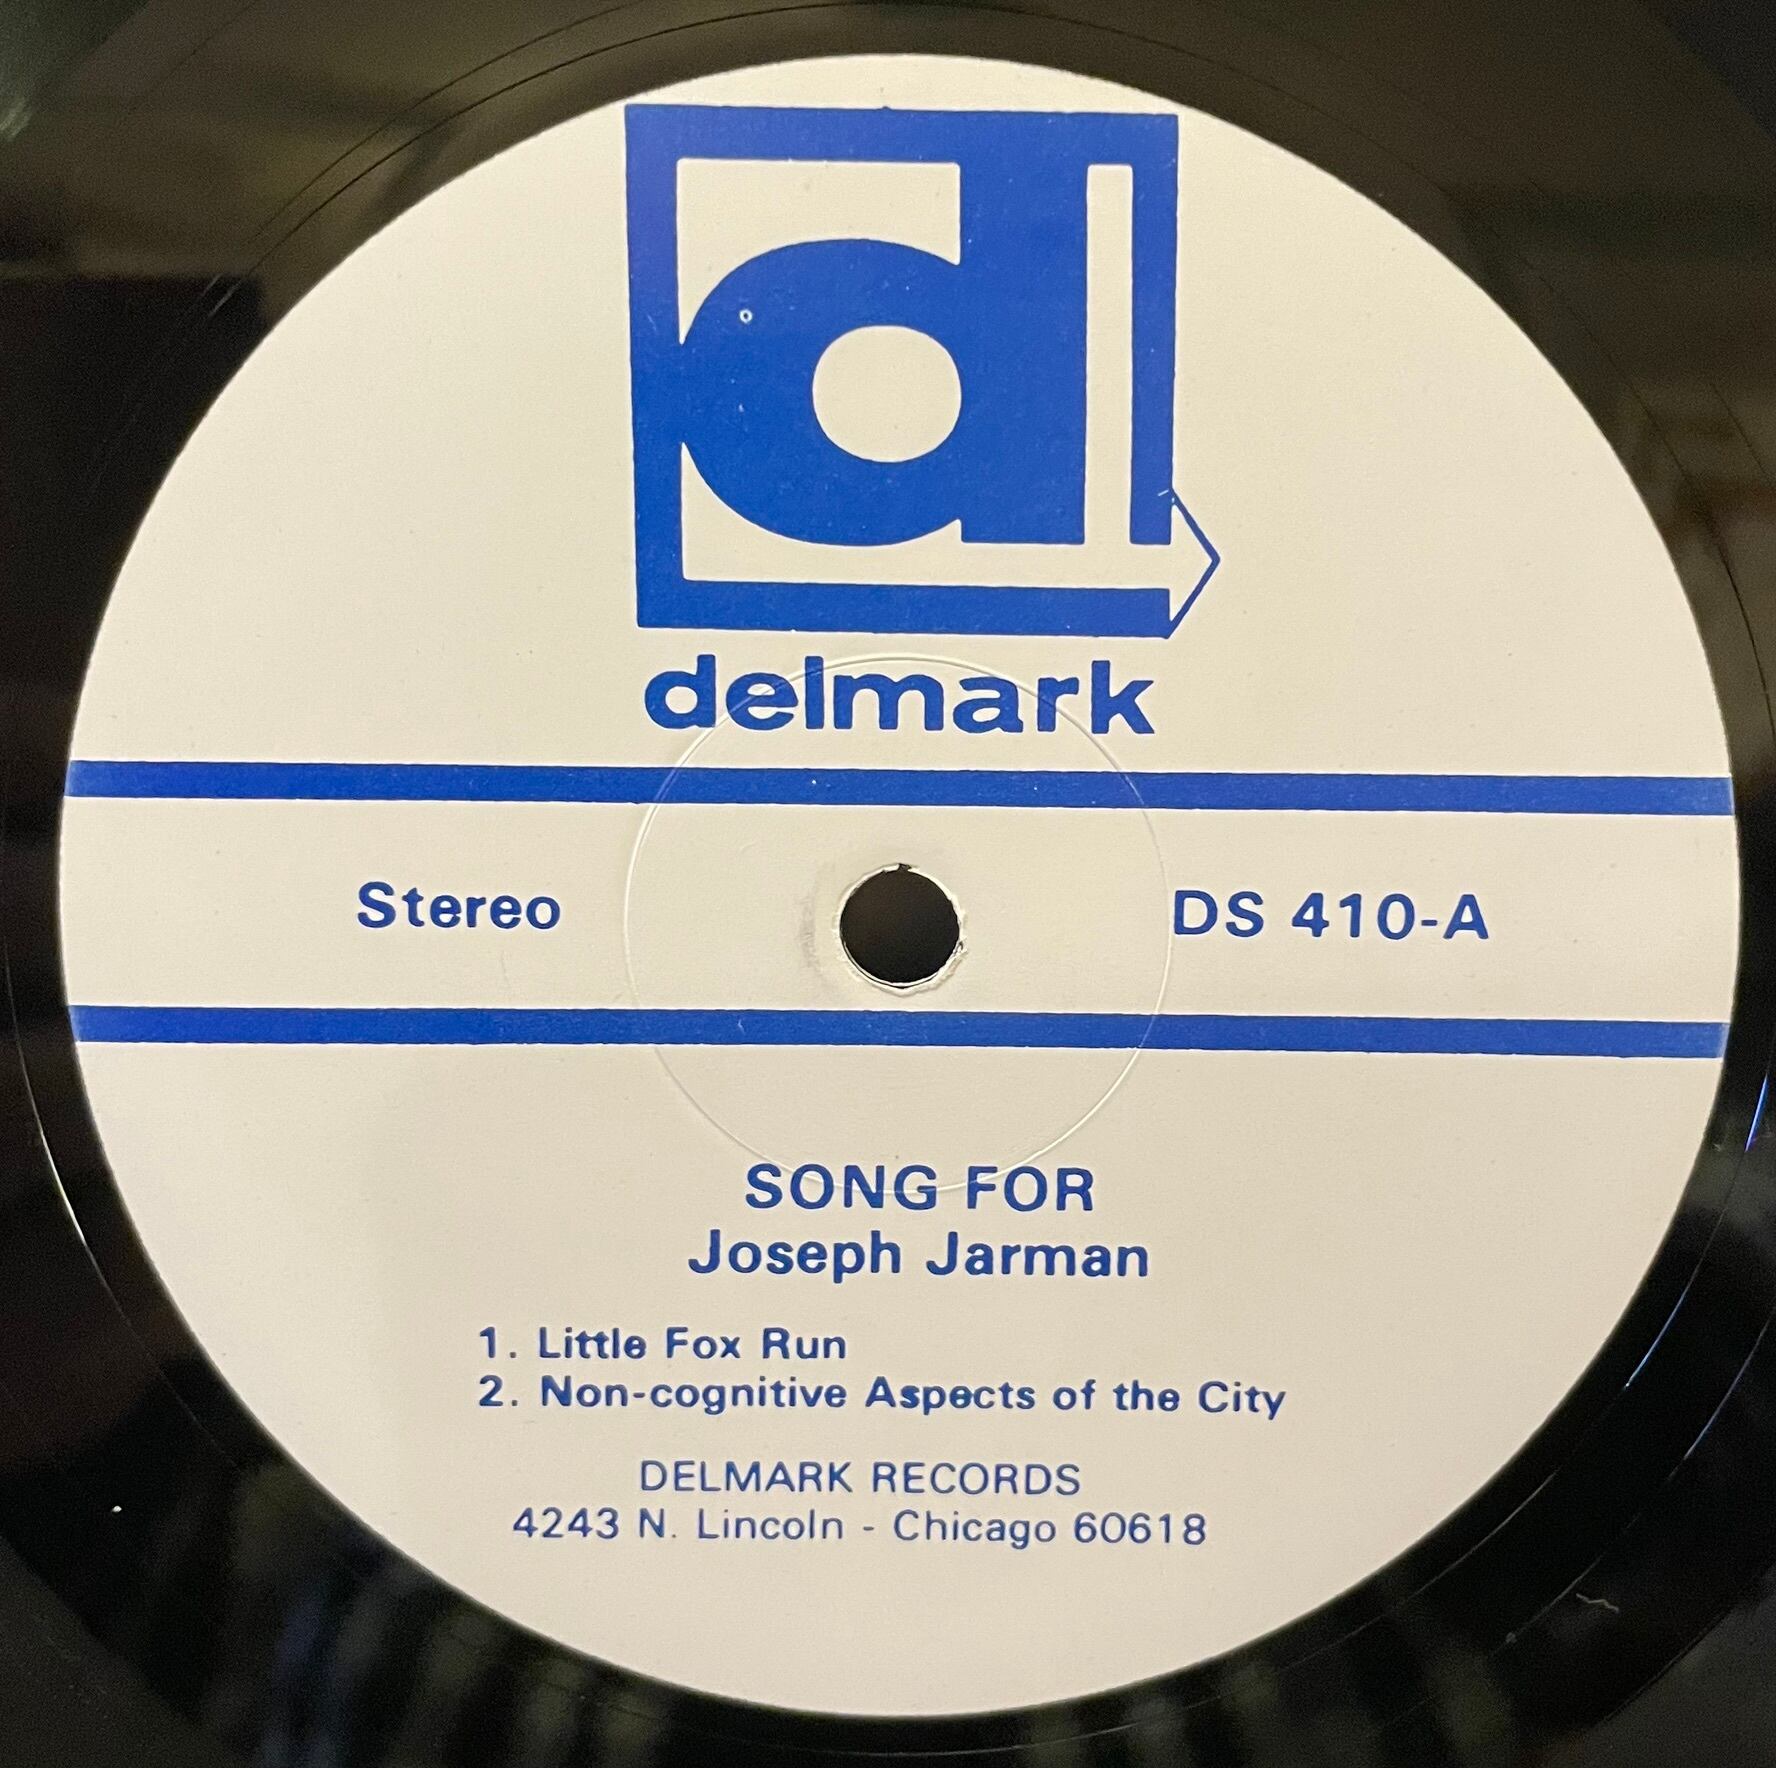 d
delmark
Stereo
DS 410-A
SONG FOR
Joseph Jarman
1. Little Fox Run
2. Non-cognitive Aspects of the City
DELMARK RECORDS
4243 N. Lincoln - Chicago 60618